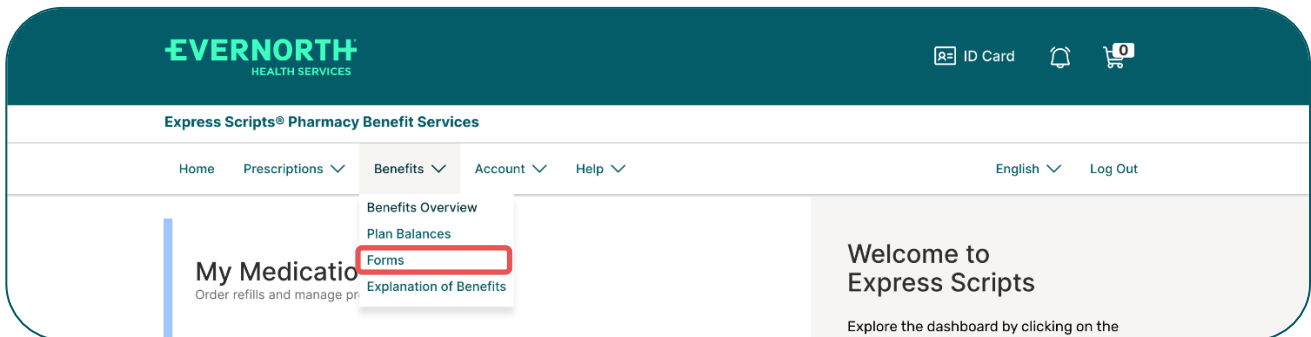 EVERNORTH
HEALTH SERVICES
ID Card
0
Express Scripts® Pharmacy Benefit Services
Home Prescriptions Benefits Account Help English Log Out
Benefits Overview
Plan Balances
Forms
Explanation of Benefits
My Medicatio
Order refills and manage pr
Welcome to
Express Scripts
Explore the dashboard by clicking on the